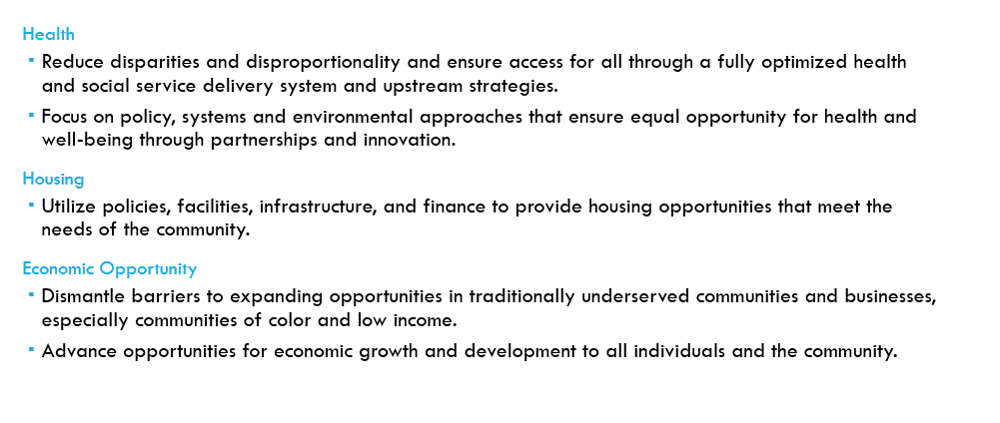 Health
▪ Reduce disparities and disproportionality and ensure access for all through a fully optimized health
and social service delivery system and upstream strategies.
▪ Focus on policy, systems and environmental approaches that ensure equal opportunity for health and
well-being through partnerships and innovation.
Housing
▪ Utilize policies, facilities, infrastructure, and finance to provide housing opportunities that meet the
needs of the community.
Economic Opportunity
▪ Dismantle barriers to expanding opportunities in traditionally underserved communities and businesses,
especially communities of color and low income.
▪ Advance opportunities for economic growth and development to all individuals and the community.